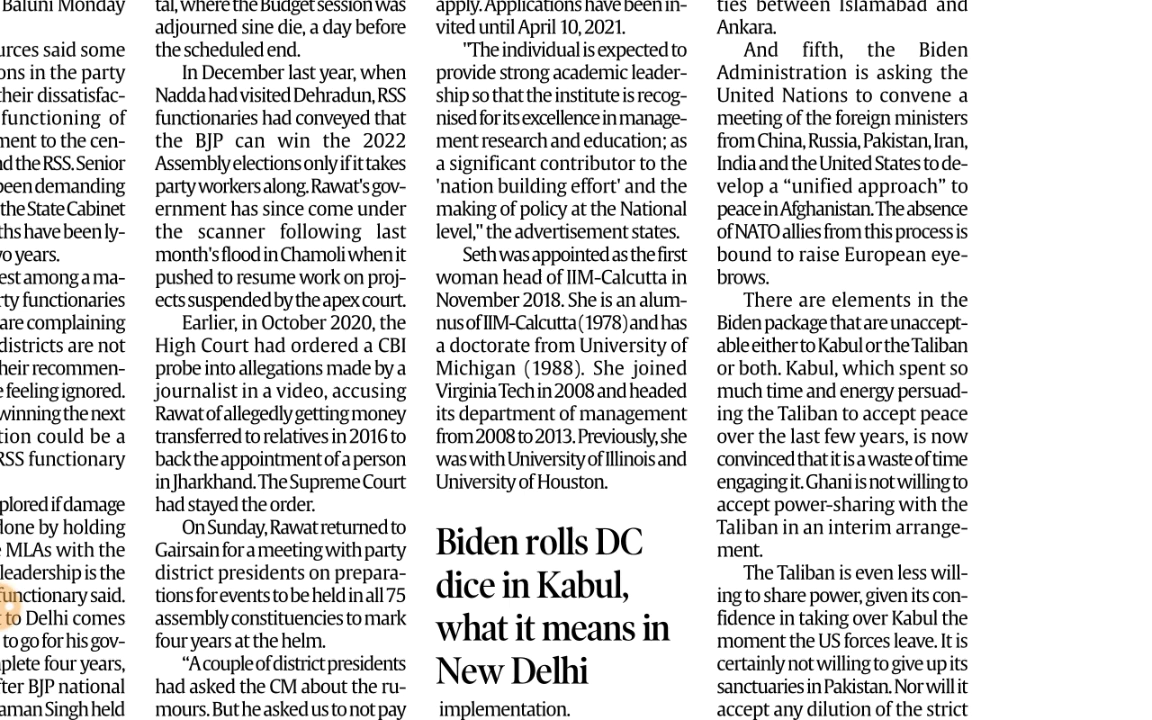 Baluni Monday
urces said some
ons in the party
their dissatisfac-
functioning of
ment to the cen-
nd the RSS. Senior
been demanding
the State Cabinet
ths have been ly-
vo years.
est among a ma-
rty functionaries
are complaining
districts are not
heir recommen-
e feeling ignored.
winning the next
tion could be a
RSS functionary
plored if damage
done by holding
e MLAs with the
leadership is the
functionary said.
to Delhi comes
to go for his gov-
plete four years,
fter BJP national
aman Singh held
tal, where the Budget session was
adjourned sine die, a day before
the scheduled end.
In December last year, when
Nadda had visited Dehradun, RSS
functionaries had conveyed that
the BJP can win the 2022
Assembly elections only if it takes
party workers along. Rawat's gov-
ernment has since come under
the scanner following last
month's flood in Chamoli when it
pushed to resume work on proj-
ects suspended by the apex court.
Earlier, in October 2020, the
High Court had ordered a CBI
probe into allegations made by a
journalist in a video, accusing
Rawat of allegedly getting money
transferred to relatives in 2016 to
back the appointment of a person
in Jharkhand. The Supreme Court
had stayed the order.
On Sunday, Rawat returned to
Gairsain for a meeting with party
district presidents on prepara-
tions for events to be held in all 75
assembly constituencies to mark
four years at the helm.
“A couple of district presidents
had asked the CM about the ru-
mours. But he asked us to not pay
apply. Applications have been in-
vited until April 10, 2021.
"The individual is expected to
provide strong academic leader-
ship so that the institute is recog-
nised for its excellence in manage-
ment research and education; as
a significant contributor to the
'nation building effort' and the
making of policy at the National
level," the advertisement states.
Seth was appointed as the first
woman head of IIM-Calcutta in
November 2018. She is an alum-
nus of IIM-Calcutta (1978) and has
a doctorate from University of
Michigan (1988). She joined
Virginia Tech in 2008 and headed
its department of management
from 2008 to 2013. Previously, she
was with University of Illinois and
University of Houston.
Biden rolls DC
dice in Kabul,
what it means in
New Delhi
implementation.
ties between Islamabad and
Ankara.
And fifth, the Biden
Administration is asking the
United Nations to convene a
meeting of the foreign ministers
from China, Russia, Pakistan, Iran,
India and the United States to de-
velop a “unified approach” to
peace in Afghanistan. The absence
of NATO allies from this process is
bound to raise European eye-
brows.
There are elements in the
Biden package that are unaccept-
able either to Kabul or the Taliban
or both. Kabul, which spent so
much time and energy persuad-
ing the Taliban to accept peace
over the last few years, is now
convinced that it is a waste of time
engaging it. Ghani is not willing to
accept power-sharing with the
Taliban in an interim arrange-
ment.
The Taliban is even less will-
ing to share power, given its con-
fidence in taking over Kabul the
moment the US forces leave. It is
certainly not willing to give up its
sanctuaries in Pakistan. Nor will it
accept any dilution of the strict